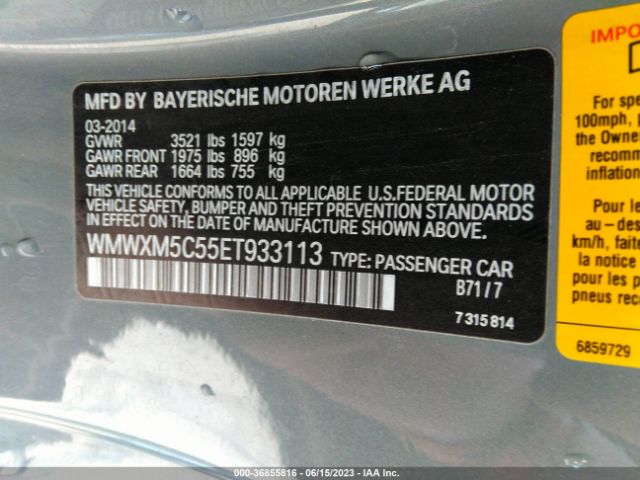 MFD BY BAYERISCHE MOTOREN WERKE AG
03-2014
GVWR 3521 lbs 1597 kg
GAWR FRONT 1975 lbs 896 kg
GAWR REAR 1664 lbs 755 kg
THIS VEHICLE CONFORMS TO ALL APPLICABLE U.S.FEDERAL MOTOR
VEHICLE SAFETY, BUMPER AND THEFT PREVENTION STANDARDS
IN EFFECT ON THE DATE OF MANUFACTURE SHOWN ABOVE.
WMWXM5C55ET933113 TYPE: PASSENGER CAR
B71/7
7315814
IMPO
For spe
100mph,
the Owner
recomm
inflation
Pour le
au – des
km/h, faite
la notice
pour les p
pneus recom
6859729
000-36855816 - 06/15/2023 - IAA Inc.